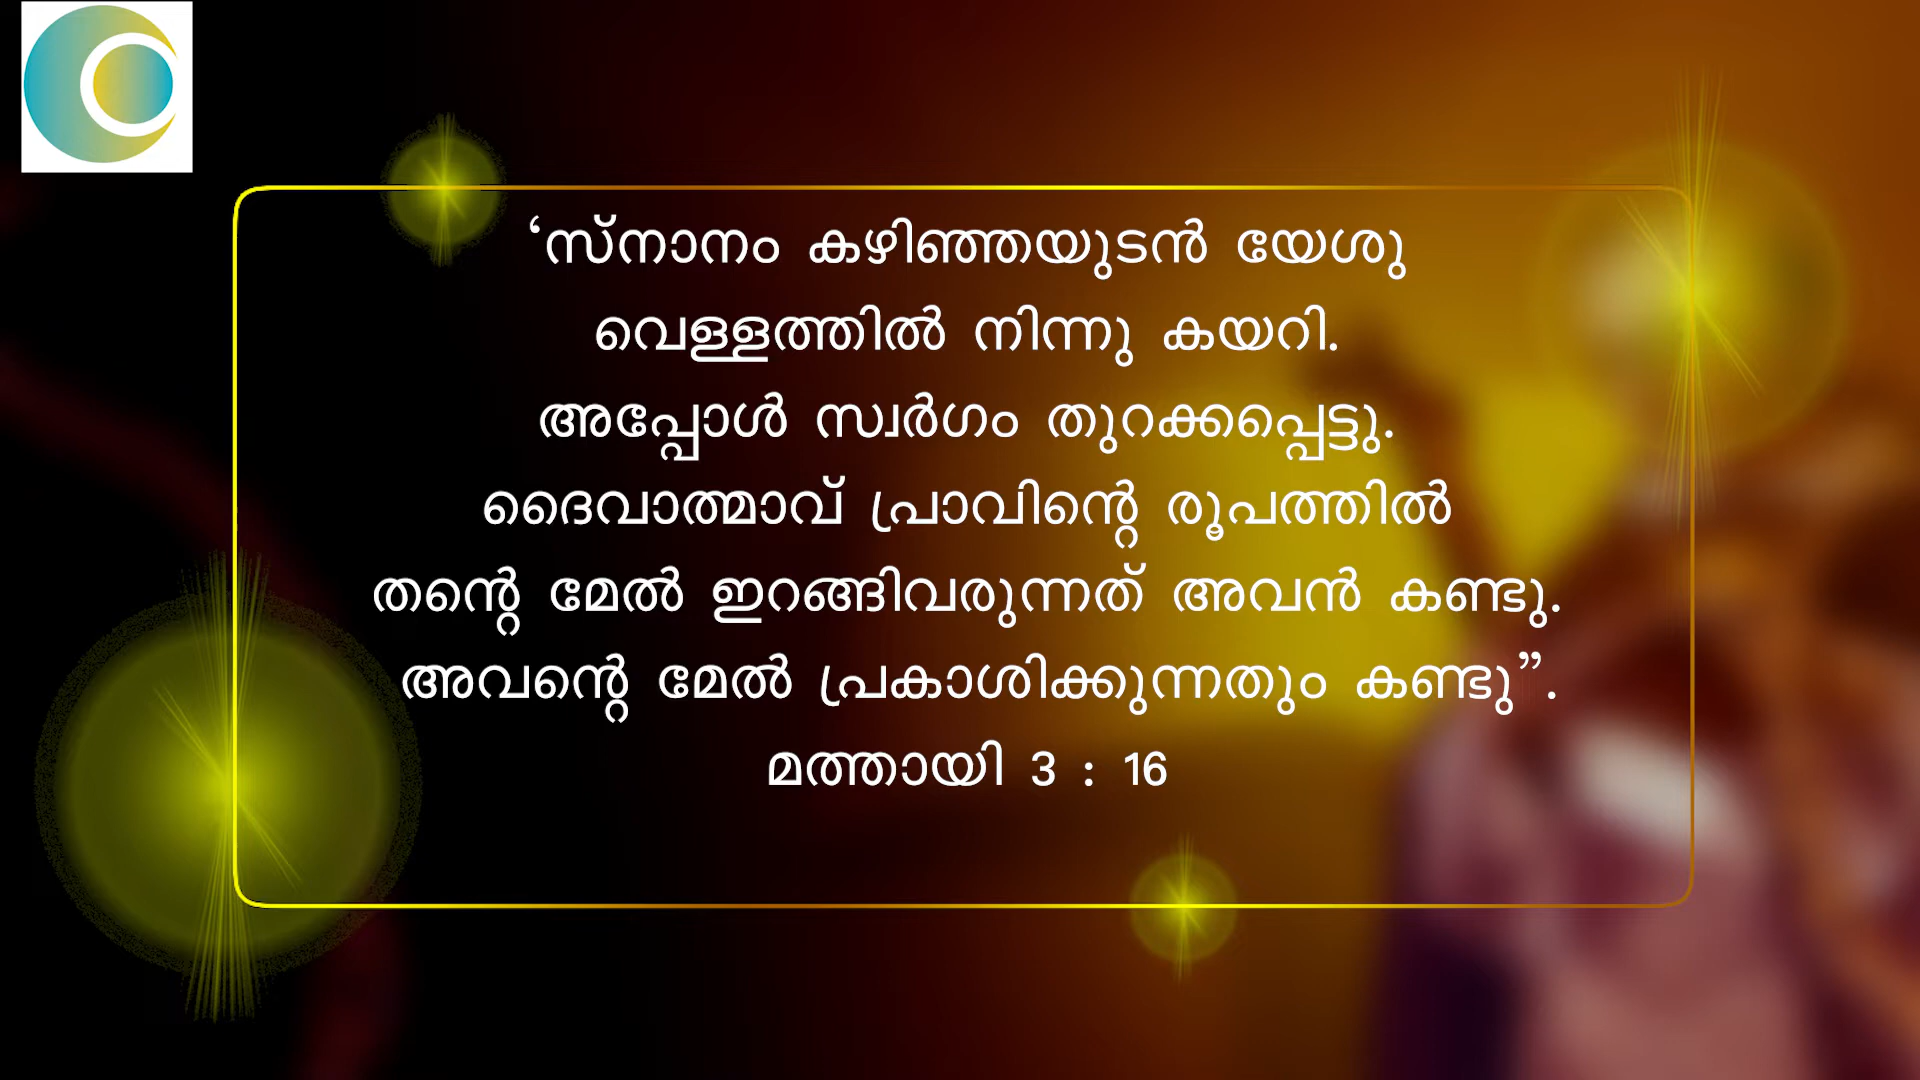 ‘സ്നാനം കഴിഞ്ഞയുടൻ യേശു
വെള്ളത്തിൽ നിന്നു കയറി.
അപ്പോൾ സ്വർഗം തുറക്കപ്പെട്ടു.
ദൈവാത്മാവ് പ്രാവിന്റെ രൂപത്തിൽ
തന്റെ മേൽ ഇറങ്ങിവരുന്നത് അവൻ കണ്ടു.
അവന്റെ മേൽ പ്രകാശിക്കുന്നതും കണ്ടു”.
മത്തായി 3 : 16